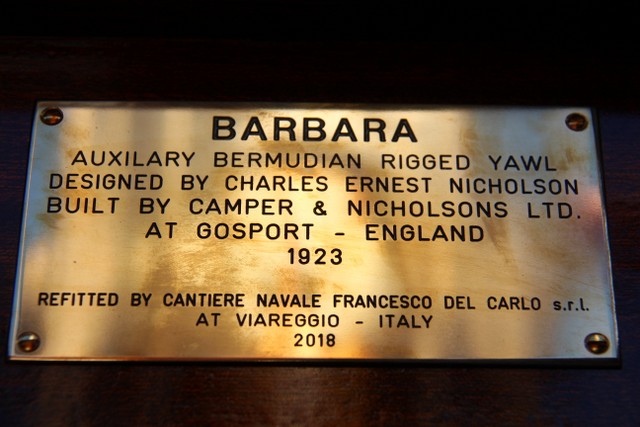 BARBARA
AUXILARY BERMUDIAN RIGGED YAWL
DESIGNED BY CHARLES ERNEST NICHOLSON
BUILT BY CAMPER & NICHOLSONS LTD.
AT GOSPORT - ENGLAND
1923
REFITTED BY CANTIERE NAVALE FRANCESCO DEL CARLO s.r.l.
AT VIAREGGIO - ITALY
2018